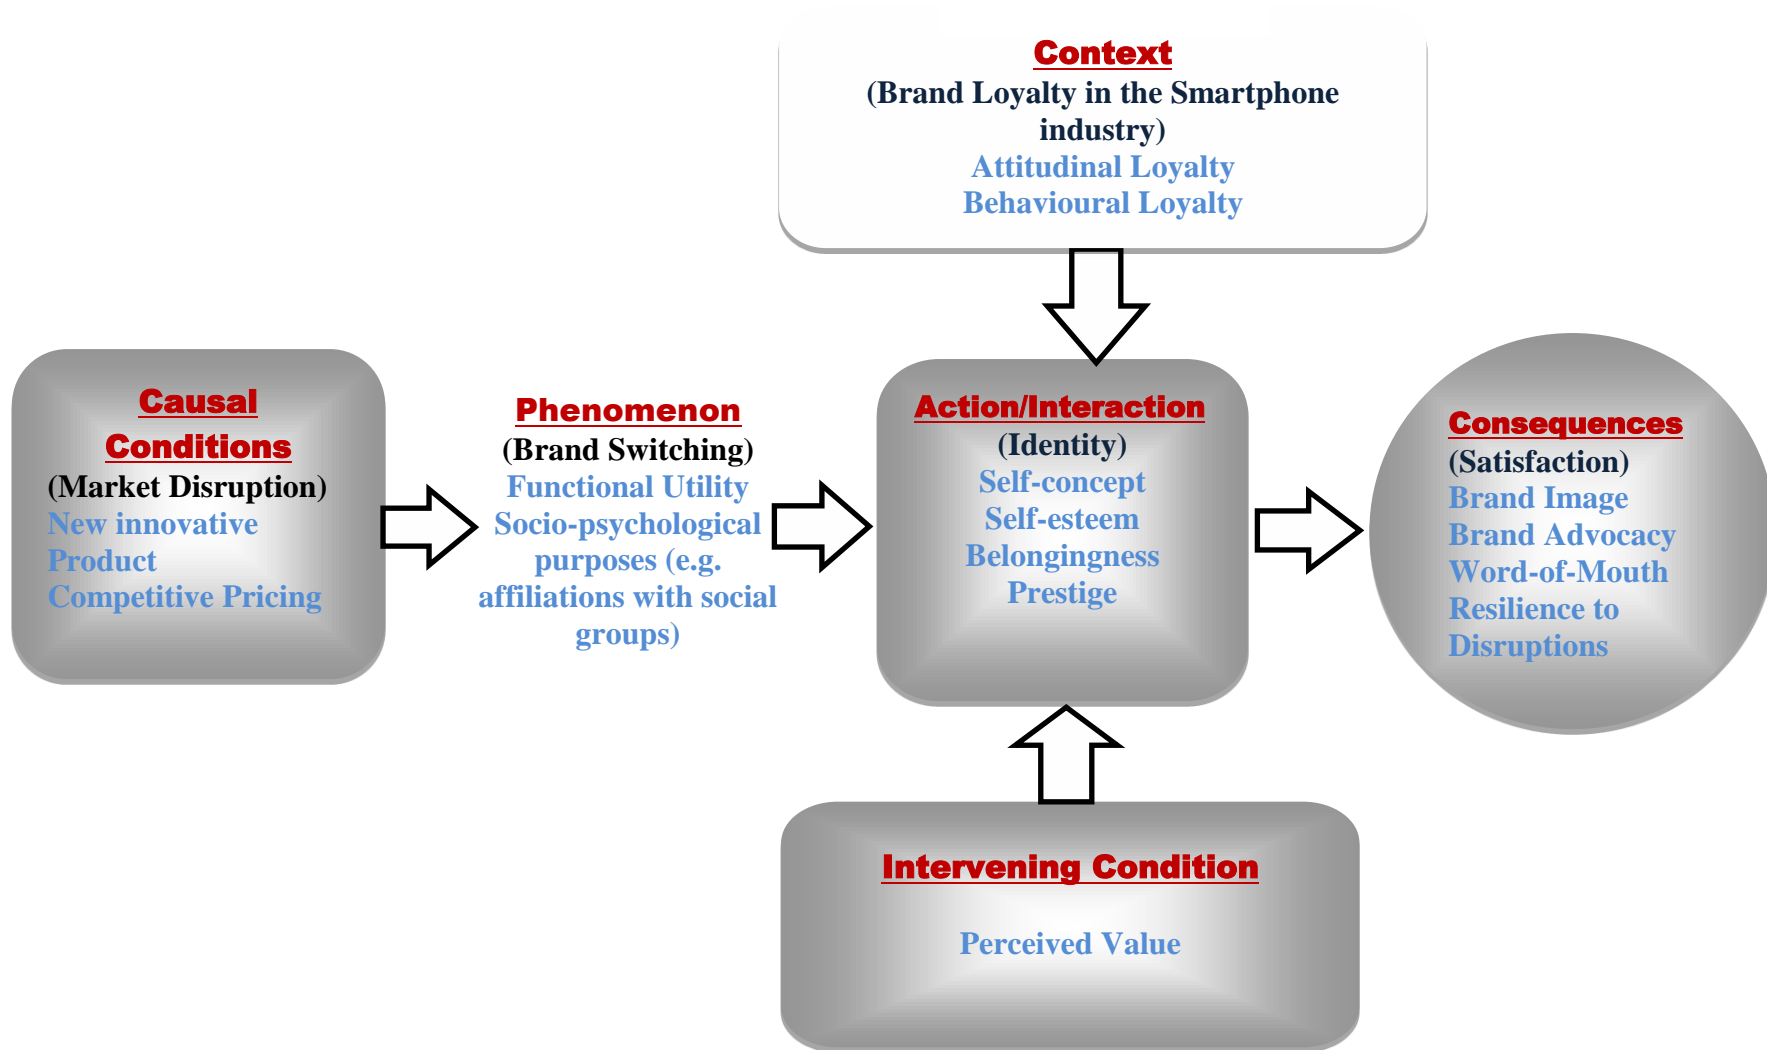 Context
(Brand Loyalty in the Smartphone
industry)
Attitudinal Loyalty
Behavioural Loyalty
Causal
Conditions
(Market Disruption)
New innovative
Product
Competitive Pricing
Phenomenon
(Brand Switching)
Functional Utility
Socio-psychological
purposes (e.g.
affiliations with social
groups)
Action/Interaction
(Identity)
Self-concept
Self-esteem
Belongingness
Prestige
Consequences
(Satisfaction)
Brand Image
Brand Advocacy
Word-of-Mouth
Resilience to
Disruptions
Intervening Condition
Perceived Value